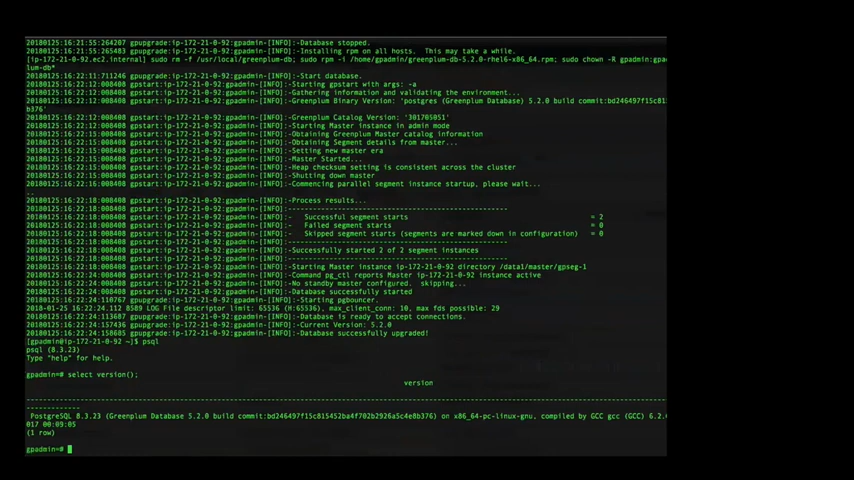 20180125:16:21:55:264207 gpupgrade:ip-172-21-0-92:gpadmin-[INFO]:-Database stopped.
20180125:16:21:55:265483 gpupgrade:ip-172-21-0-92:gpadmin-[INFO]:-Installing rpm on all hosts.  This may take a while.
[ip-172-21-0-92.ec2.internal] sudo rm -f /usr/local/greenplum-db; sudo rpm -i /home/gpadmin/greenplum-db-5.2.0-rhel6-x86_64.rpm; sudo chown -R gpadmin:gpa
lum-db*
20180125:16:22:11:711246 gpupgrade:ip-172-21-0-92:gpadmin-[INFO]:-Start database.
20180125:16:22:12:008408 gpstart:ip-172-21-0-92:gpadmin-[INFO]:-Starting gpstart with args: -a
20180125:16:22:12:008408 gpstart:ip-172-21-0-92:gpadmin-[INFO]:-Gathering information and validating the environment...
20180125:16:22:12:008408 gpstart:ip-172-21-0-92:gpadmin-[INFO]:-Greenplum Binary Version: 'postgres (Greenplum Database) 5.2.0 build commit:bd246497f15c81
b376'
20180125:16:22:12:008408 gpstart:ip-172-21-0-92:gpadmin-[INFO]:-Greenplum Catalog Version: '301705051'
20180125:16:22:12:008408 gpstart:ip-172-21-0-92:gpadmin-[INFO]:-Starting Master instance in admin mode
20180125:16:22:15:008408 gpstart:ip-172-21-0-92:gpadmin-[INFO]:-Obtaining Greenplum Master catalog information
20180125:16:22:15:008408 gpstart:ip-172-21-0-92:gpadmin-[INFO]:-Obtaining Segment details from master...
20180125:16:22:15:008408 gpstart:ip-172-21-0-92:gpadmin-[INFO]:-Setting new master era
20180125:16:22:15:008408 gpstart:ip-172-21-0-92:gpadmin-[INFO]:-Master Started...
20180125:16:22:15:008408 gpstart:ip-172-21-0-92:gpadmin-[INFO]:-Heap checksum setting is consistent across the cluster
20180125:16:22:15:008408 gpstart:ip-172-21-0-92:gpadmin-[INFO]:-Shutting down master
20180125:16:22:16:008408 gpstart:ip-172-21-0-92:gpadmin-[INFO]:-Commencing parallel segment instance startup, please wait...
..
20180125:16:22:18:008408 gpstart:ip-172-21-0-92:gpadmin-[INFO]:-Process results...
20180125:16:22:18:008408 gpstart:ip-172-21-0-92:gpadmin-[INFO]:-----------------------------------------------------
20180125:16:22:18:008408 gpstart:ip-172-21-0-92:gpadmin-[INFO]:-   Successful segment starts                                            = 2
20180125:16:22:18:008408 gpstart:ip-172-21-0-92:gpadmin-[INFO]:-   Failed segment starts                                                = 0
20180125:16:22:18:008408 gpstart:ip-172-21-0-92:gpadmin-[INFO]:-   Skipped segment starts (segments are marked down in configuration)   = 0
20180125:16:22:18:008408 gpstart:ip-172-21-0-92:gpadmin-[INFO]:-----------------------------------------------------
20180125:16:22:18:008408 gpstart:ip-172-21-0-92:gpadmin-[INFO]:-Successfully started 2 of 2 segment instances
20180125:16:22:18:008408 gpstart:ip-172-21-0-92:gpadmin-[INFO]:-----------------------------------------------------
20180125:16:22:18:008408 gpstart:ip-172-21-0-92:gpadmin-[INFO]:-Starting Master instance ip-172-21-0-92 directory /data1/master/gpseg-1
20180125:16:22:24:008408 gpstart:ip-172-21-0-92:gpadmin-[INFO]:-Command pg_ctl reports Master ip-172-21-0-92 instance active
20180125:16:22:24:008408 gpstart:ip-172-21-0-92:gpadmin-[INFO]:-No standby master configured.  skipping...
20180125:16:22:24:008408 gpstart:ip-172-21-0-92:gpadmin-[INFO]:-Database successfully started
20180125:16:22:24:110767 gpupgrade:ip-172-21-0-92:gpadmin-[INFO]:-Starting pgbouncer.
2018-01-25 16:22:24.112 8589 LOG File descriptor limit: 65536 (H:65536), max_client_conn: 10, max fds possible: 29
20180125:16:22:24:113687 gpupgrade:ip-172-21-0-92:gpadmin-[INFO]:-Database is ready to accept connections.
20180125:16:22:24:157436 gpupgrade:ip-172-21-0-92:gpadmin-[INFO]:-Current Version: 5.2.0
20180125:16:22:24:158685 gpupgrade:ip-172-21-0-92:gpadmin-[INFO]:-Database successfully upgraded!
[gpadmin@ip-172-21-0-92 ~]$ psql
psql (8.3.23)
Type "help" for help.
gpadmin=# select version();
version
-----------
PostgreSQL 8.3.23 (Greenplum Database 5.2.0 build commit:bd246497f15c815452ba4f702b2926a5c4e8b376) on x86_64-pc-linux-gnu, compiled by GCC gcc (GCC) 6.2.
017 00:09:05
(1 row)
gpadmin=#